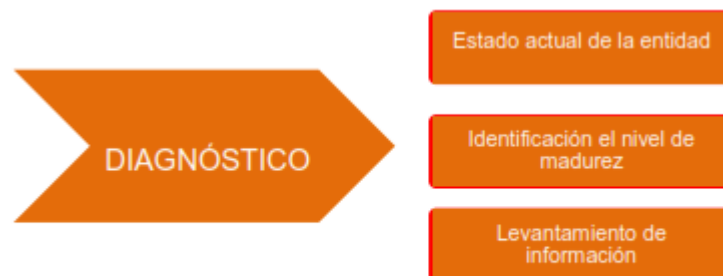 DIAGNÓSTICO
Estado actual de la entidad
Identificación el nivel de
madurez
Levantamiento de
información